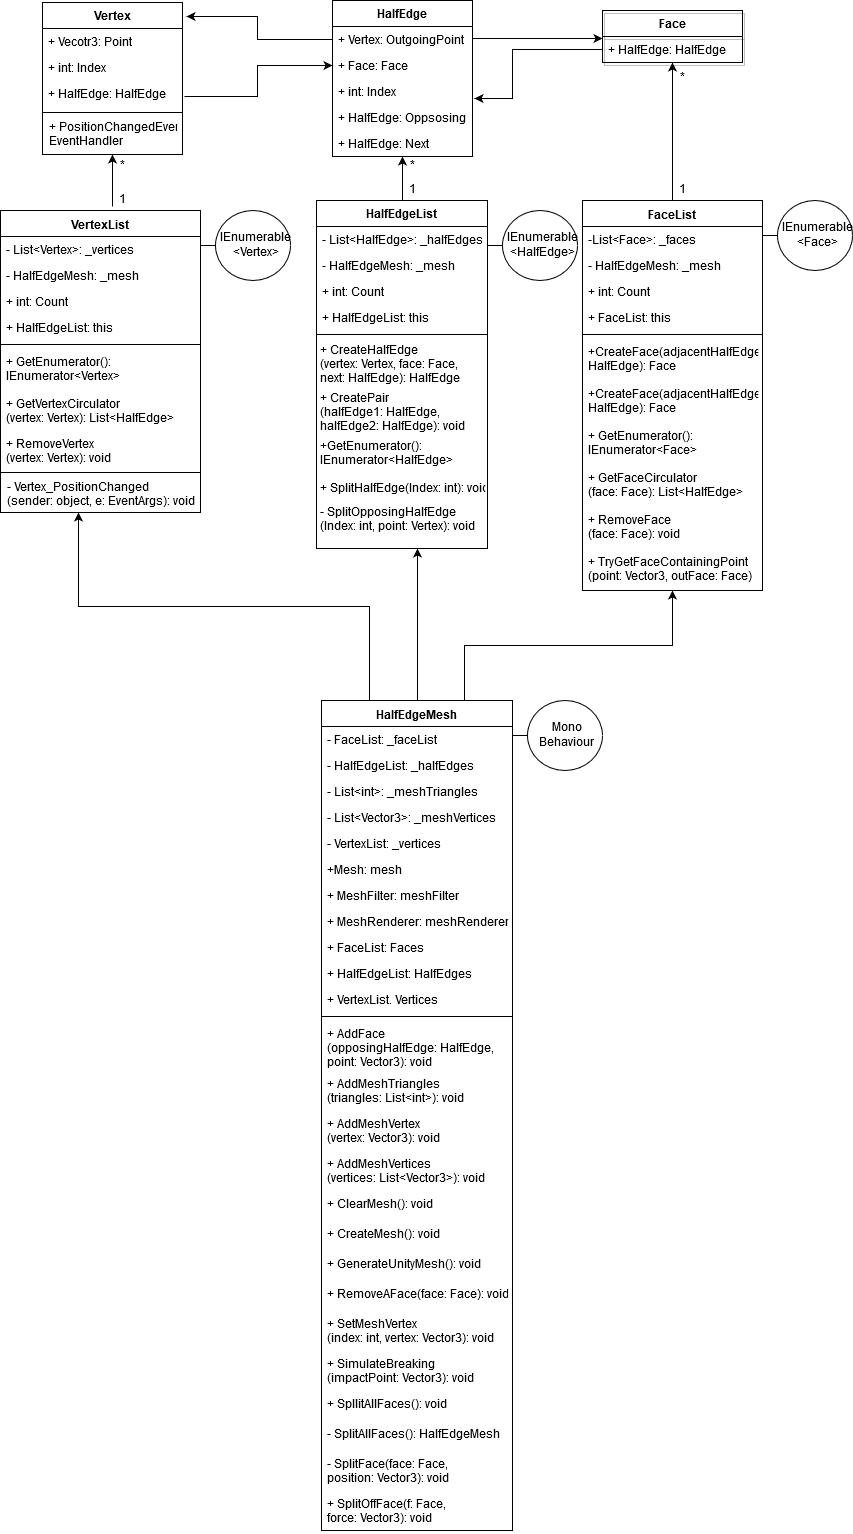 Vertex
+ Vecotr3: Point
+ int: Index
+ HalfEdge: HalfEdge
+ PositionChangedEven
EventHandler
HalfEdge
+ Vertex: OutgoingPoint
+ Face: Face
+ int: Index
+ HalfEdge: Oppsosing
+ HalfEdge: Next
Face
+ HalfEdge: HalfEdge
*
1
*
1
*
1
VertexList
- List<Vertex>: _vertices
- HalfEdgeMesh: _mesh
+ int: Count
+ HalfEdgeList: this
+ GetEnumerator():
IEnumerator<Vertex>
+ GetVertexCirculator
(vertex: Vertex): List<HalfEdge>
+ RemoveVertex
(vertex: Vertex): void
- Vertex_PositionChanged
(sender: object, e: EventArgs): void
IEnumerable
<Vertex>
HalfEdgeList
- List<HalfEdge>: _halfEdges
- HalfEdgeMesh: _mesh
+ int: Count
+ HalfEdgeList: this
+ CreateHalfEdge
(vertex: Vertex, face: Face,
next: HalfEdge): HalfEdge
+ CreatePair
(halfEdge1: HalfEdge,
halfEdge2: HalfEdge): void
+GetEnumerator():
IEnumerator<HalfEdge>
+ SplitHalfEdge(Index: int): void
- SplitOpposingHalfEdge
(Index: int, point: Vertex): void
IEnumerable
<HalfEdge>
FaceList
-List<Face>: _faces
- HalfEdgeMesh: _mesh
+ int: Count
+ FaceList: this
+CreateFace(adjacentHalfEdge
HalfEdge): Face
+CreateFace(adjacentHalfEdge
HalfEdge): Face
+ GetEnumerator():
IEnumerator<Face>
+ GetFaceCirculator
(face: Face): List<HalfEdge>
+ RemoveFace
(face: Face): void
+ TryGetFaceContainingPoint
(point: Vector3, outFace: Face)
IEnumerable
<Face>
HalfEdgeMesh
- FaceList: _faceList
- HalfEdgeList: _halfEdges
- List<int>: _meshTriangles
- List<Vector3>: _meshVertices
- VertexList: _vertices
+Mesh: mesh
+ MeshFilter: meshFilter
+ MeshRenderer: meshRenderer
+ FaceList: Faces
+ HalfEdgeList: HalfEdges
+ VertexList. Vertices
+ AddFace
(opposingHalfEdge: HalfEdge,
point: Vector3): void
+ AddMeshTriangles
(triangles: List<int>): void
+ AddMeshVertex
(vertex: Vector3): void
+ AddMeshVertices
(vertices: List<Vector3>): void
+ ClearMesh(): void
+ CreateMesh(): void
+ GenerateUnityMesh(): void
+ RemoveAFace(face: Face): void
+ SetMeshVertex
(index: int, vertex: Vector3): void
+ SimulateBreaking
(impactPoint: Vector3): void
+ SpllitAllFaces(): void
- SplitAllFaces(): HalfEdgeMesh
- SplitFace(face: Face,
position: Vector3): void
+ SplitOffFace(f: Face,
force: Vector3): void
Mono
Behaviour